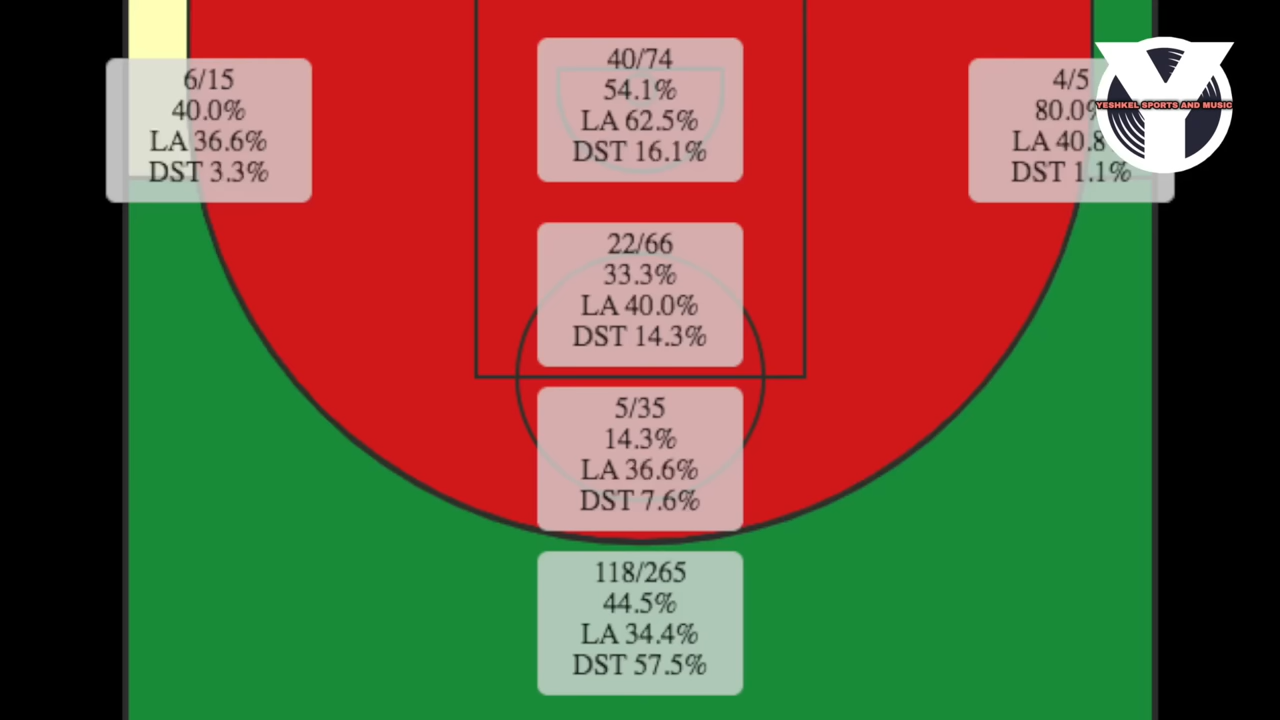 6/15
40.0%
LA 36.6%
DST 3.3%
40/74
54.1%
LA 62.5%
DST 16.1%
4/5
80.0%
LA 40.8
DST 1.1%
YESHKEL SPORTS AND MUSIC
22/66
33.3%
LA 40.0%
DST 14.3%
5/35
14.3%
LA 36.6%
DST 7.6%
118/265
44.5%
LA 34.4%
DST 57.5%